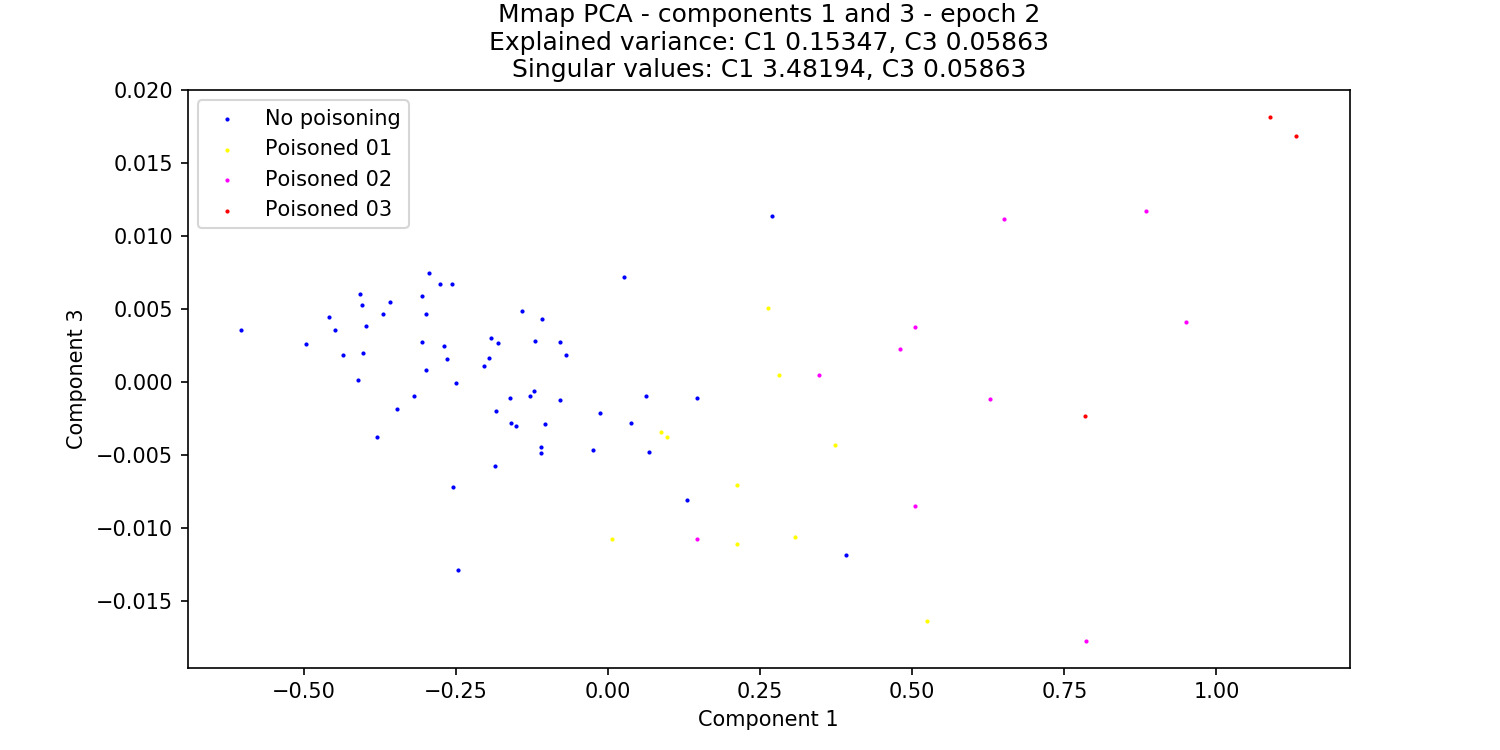 Mmap PCA - components 1 and 3 - epoch 2
Explained variance: C1 0.15347, C3 0.05863
Singular values: C1 3.48194, C3 0.05863
No poisoning
Poisoned 01
Poisoned 02
Poisoned 03
0.020
0.015
0.010
0.005
0.000
−0.005
−0.010
−0.015
Component 3
−0.50
−0.25
0.00
0.25
0.50
0.75
1.00
Component 1